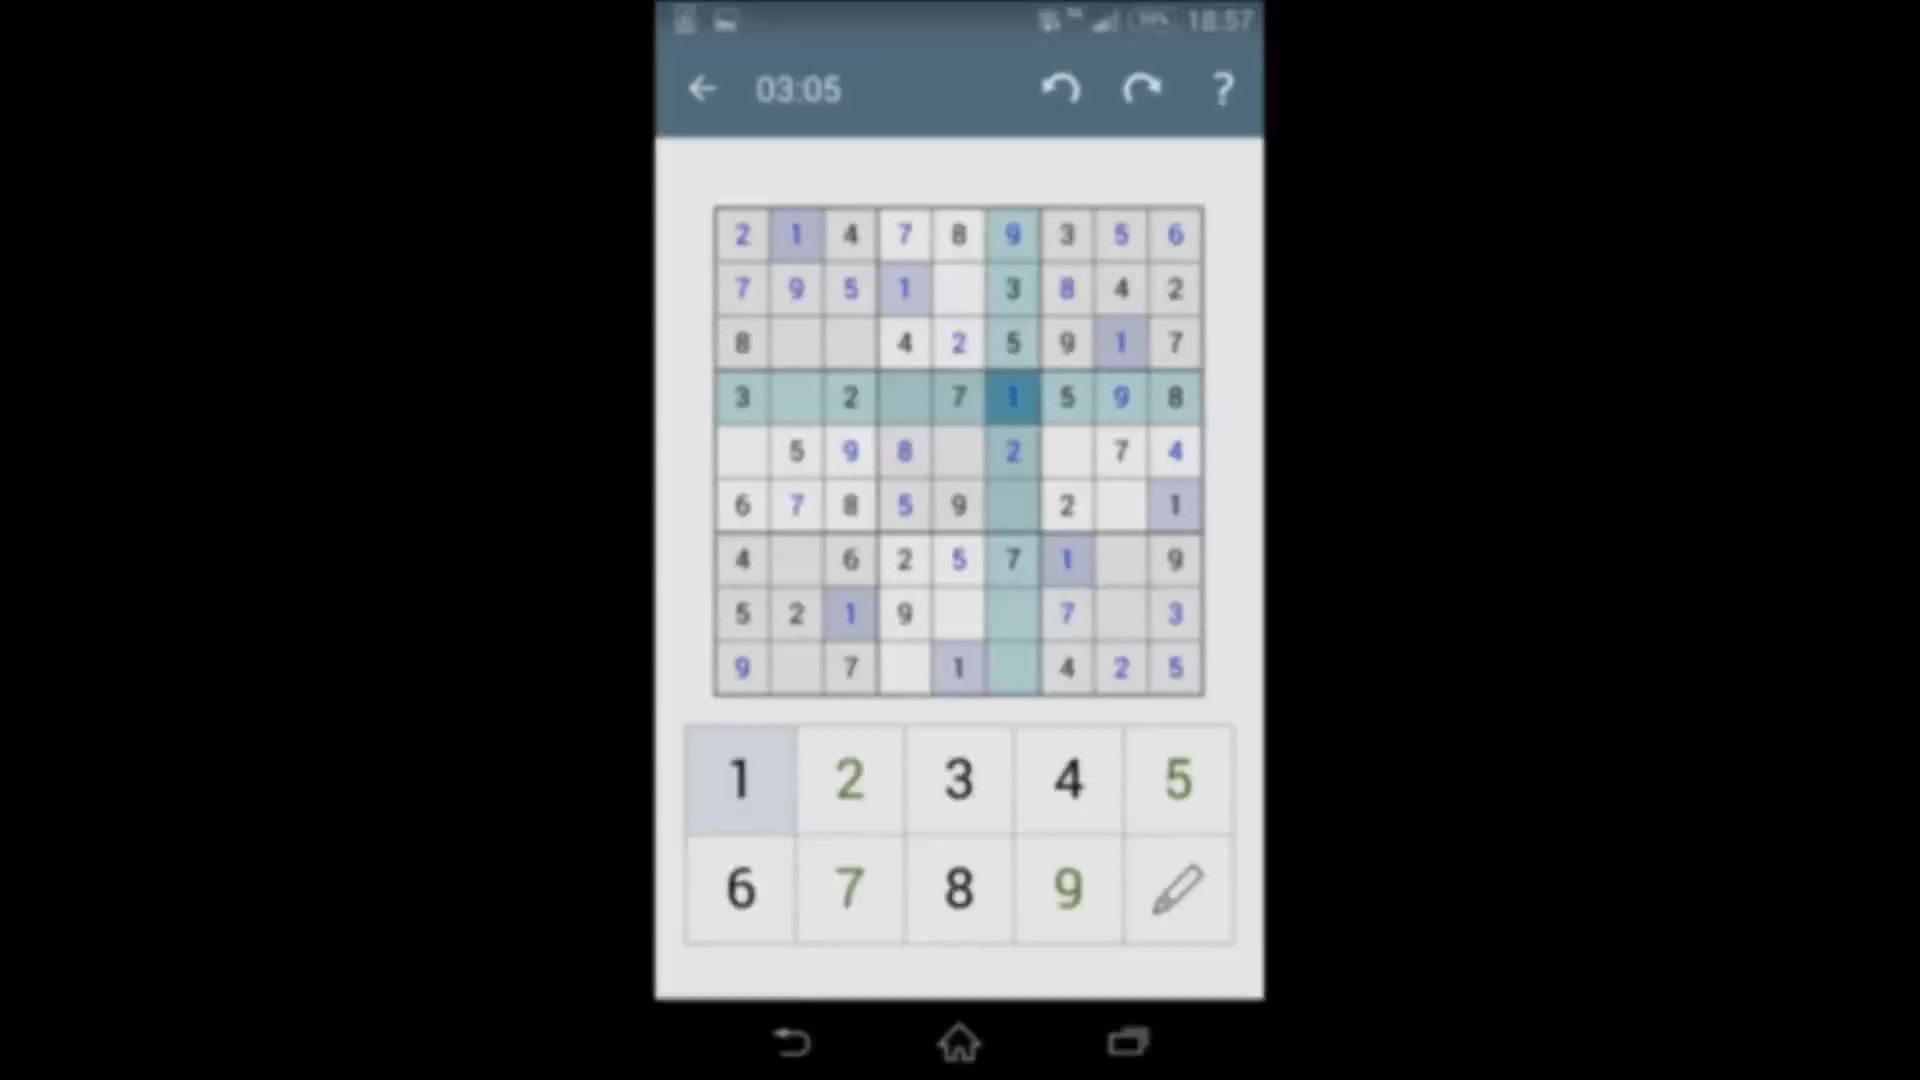 18:57
03:05
2 1 4 7 8 9 3 5 6
7 9 5 1 3 8 4 2
8 4 2 5 9 1 7
3 2 7 1 5 9 8
5 9 8 2 7 4
6 7 8 5 9 2 1
4 6 2 5 7 1 9
5 2 1 9 7 3
9 7 1 4 2 5
1 2 3 4 5
6 7 8 9